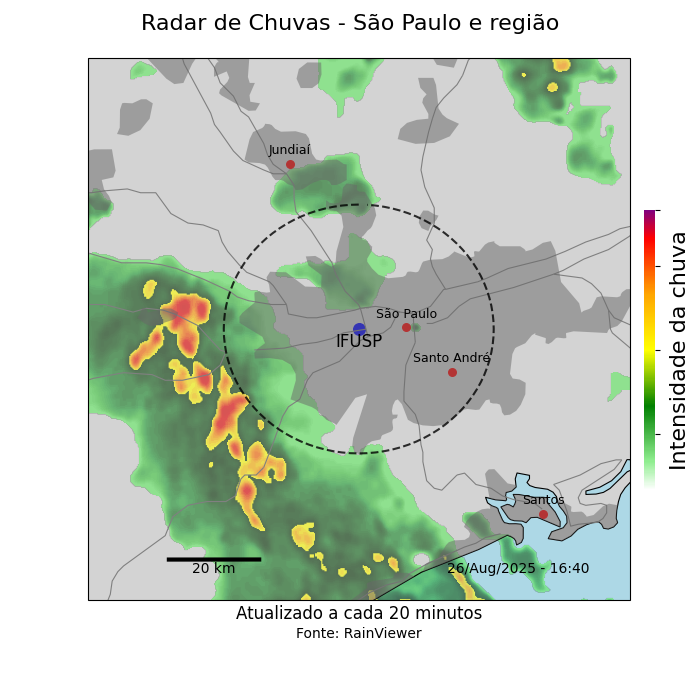 Radar de Chuvas - São Paulo e região
Jundiaí
São Paulo
IFUSP
Santo André
Santos
20 km
26/Aug/2025 - 16:40
Intensidade da chuva
Atualizado a cada 20 minutos
Fonte: RainViewer